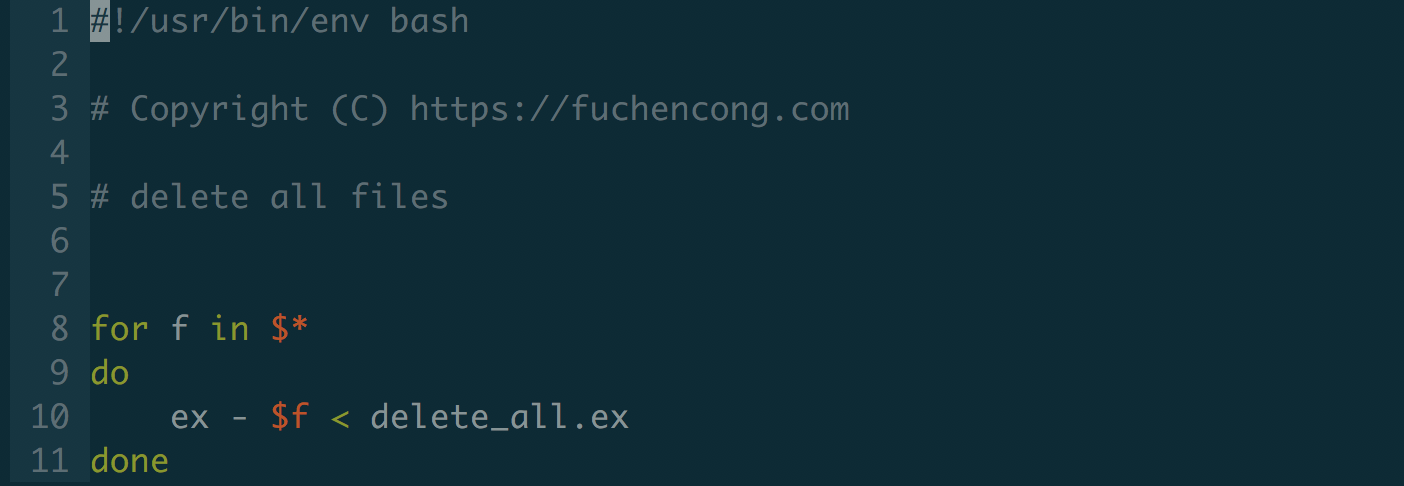 1 #!/usr/bin/env bash
2
3 # Copyright (C) https://fuchencong.com
4
5 # delete all files
6
7
8 for f in $*
9 do
10     ex - $f < delete_all.ex
11 done